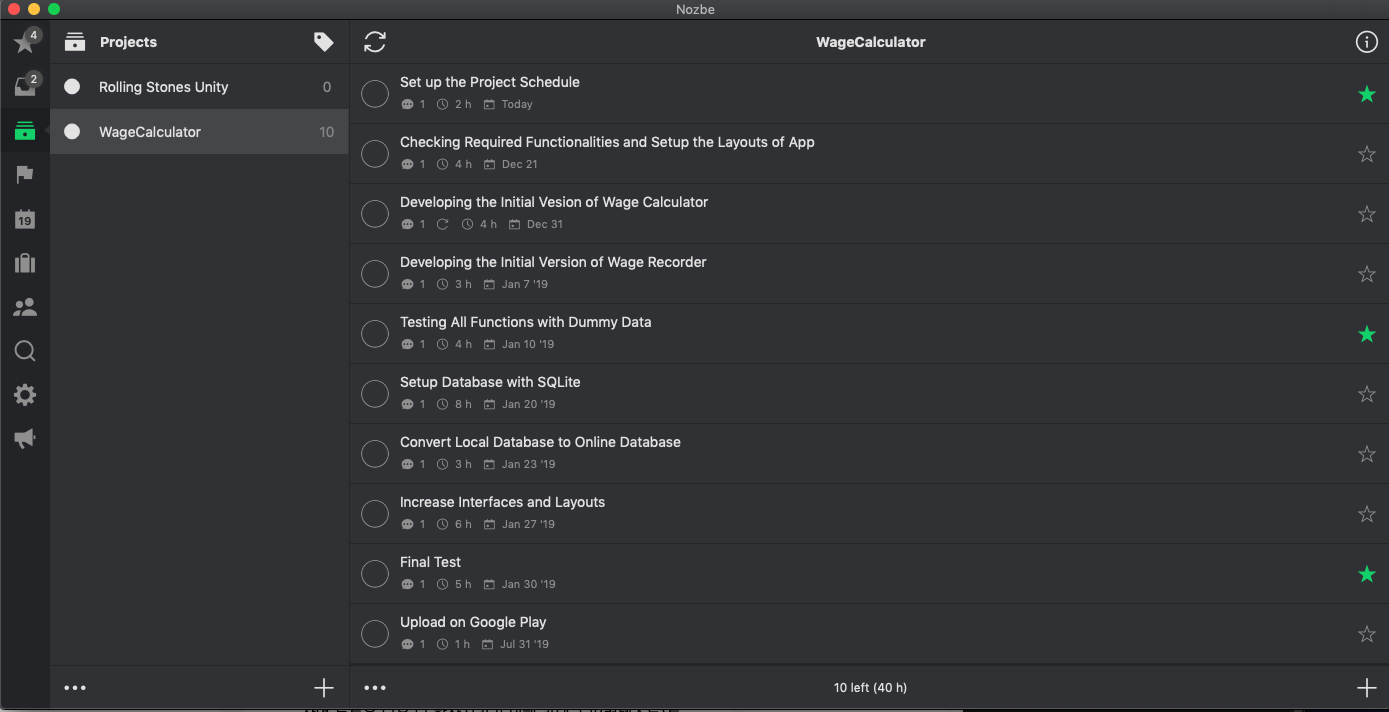 Nozbe
4
Projects
WageCalculator
2
Rolling Stones Unity 0
WageCalculator 10
19
Set up the Project Schedule
1 2 h Today
Checking Required Functionalities and Setup the Layouts of App
1 4 h Dec 21
Developing the Initial Vesion of Wage Calculator
1 4 h Dec 31
Developing the Initial Version of Wage Recorder
1 3 h Jan 7 '19
Testing All Functions with Dummy Data
1 4 h Jan 10 '19
Setup Database with SQLite
1 8 h Jan 20 '19
Convert Local Database to Online Database
1 3 h Jan 23 '19
Increase Interfaces and Layouts
1 6 h Jan 27 '19
Final Test
1 5 h Jan 30 '19
Upload on Google Play
1 1 h Jul 31 '19
10 left (40 h)